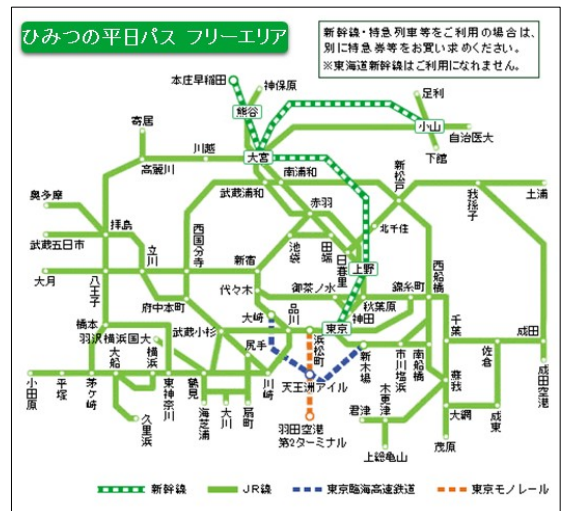 ひみつの平日パス フリーエリア
新幹線・特急列車等をご利用の場合は、
別に特急券等をお買い求めください。
※東海道新幹線はご利用になれません。
本庄早稲田
神保原
熊谷
足利
小山
自治医大
下館
寄居
川越
大宮
高麗川
南浦和
武蔵浦和
新松戸
我孫子
土浦
奥多摩
拝島
赤羽
北千住
武蔵五日市
立川
西国分寺
新宿
池袋
田端
日暮里
上野
西船橋
大月
八王子
府中本町
代々木
御茶ノ水
秋葉原
錦糸町
神田
大崎
品川
東京
千葉
佐倉
成田
成田空港
橋本
羽沢横浜国大
武蔵小杉
尻手
浜松町
新木場
市川塩浜
南船橋
蘇我
大網
成東
小田原
平塚
茅ヶ崎
大船
横浜
東神奈川
鶴見
川崎
天王洲アイル
久里浜
海芝浦
大川
扇町
羽田空港
第2ターミナル
君津
木更津
上総亀山
茂原
新幹線
JR線
東京臨海高速鉄道
東京モノレール